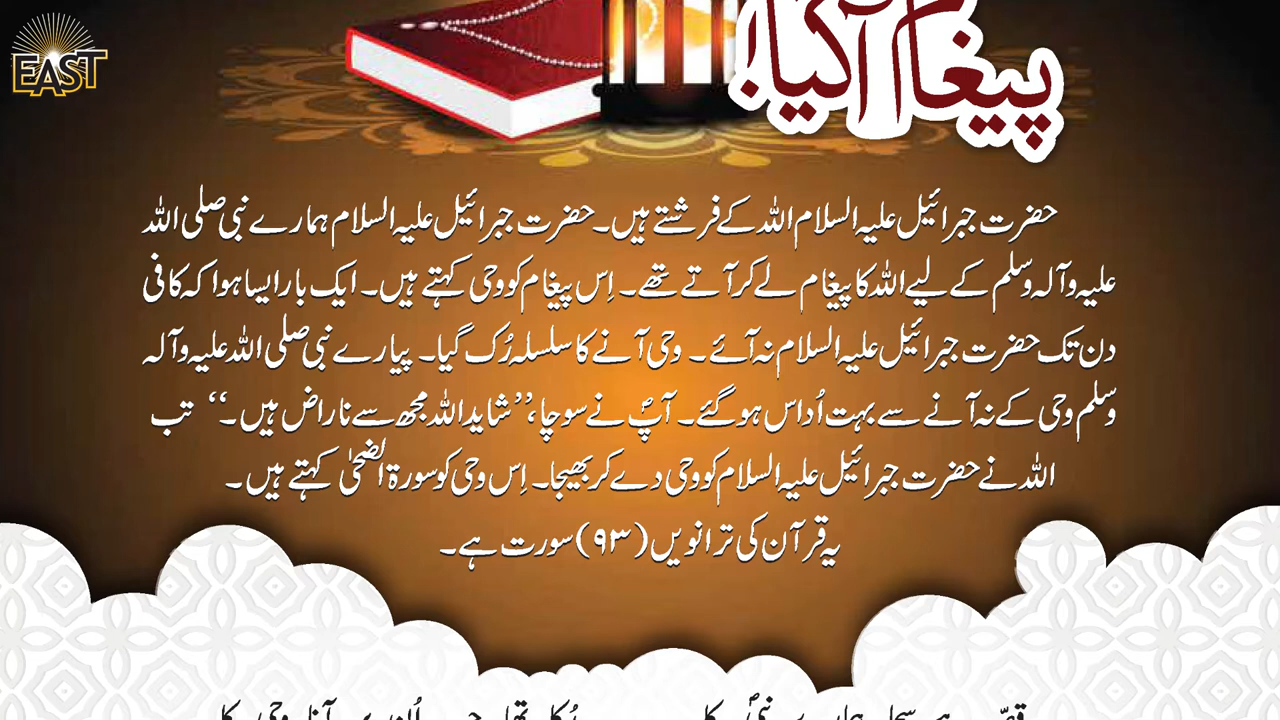 EAST
پیغام آگیا!
حضرت جبرائیل علیہ السلام اللہ کے فرشتے ہیں۔ حضرت جبرائیل علیہ السلام ہمارے نبی صلی اللہ
علیہ وآلہ وسلم کے لیے اللہ کا پیغام لے کر آتے تھے۔ اِس پیغام کو وحی کہتے ہیں۔ ایک بار ایسا ہوا کہ کافی
دن تک حضرت جبرائیل علیہ السلام نہ آئے۔ وحی آنے کا سلسلہ رُک گیا۔ پیارے نبی صلی اللہ علیہ وآلہ
وسلم وحی کے نہ آنے سے بہت اُداس ہوگئے۔ آپؐ نے سوچا، ’’شاید اللہ مجھ سے ناراض ہیں۔‘‘ تب
اللہ نے حضرت جبرائیل علیہ السلام کو وحی دے کر بھیجا۔ اِس وحی کو سورۃ الضحیٰ کہتے ہیں۔
یہ قرآن کی ترانویں (۹۳) سورت ہے۔